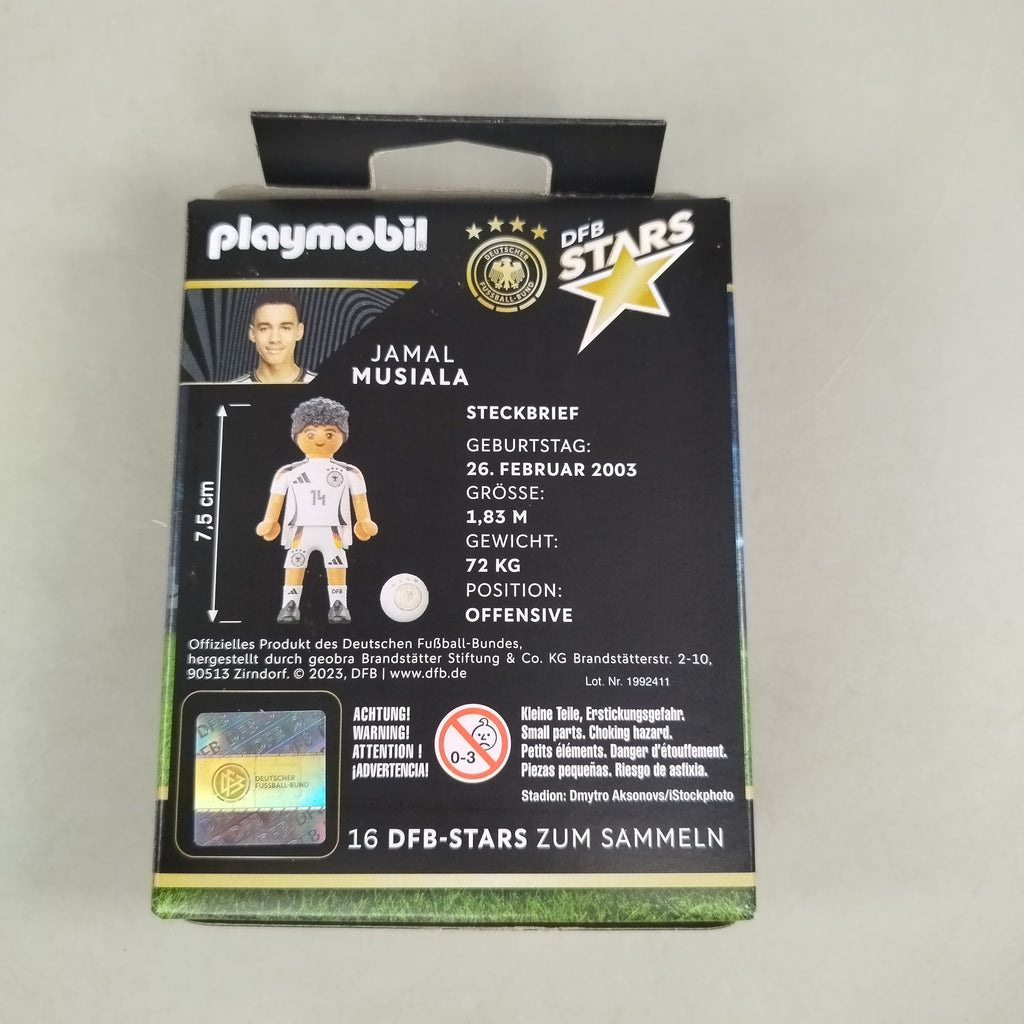 playmobil
DEUTSCHER
FUSSBALL-BUND
DFB
STARS
JAMAL
MUSIALA
7,5 cm
14
DFB
STECKBRIEF
GEBURTSTAG:
26. FEBRUAR 2003
GRÖSSE:
1,83 M
GEWICHT:
72 KG
POSITION:
OFFENSIVE
Offizielles Produkt des Deutschen Fußball-Bundes,
hergestellt durch geobra Brandstätter Stiftung & Co. KG Brandstätterstr. 2-10,
90513 Zirndorf. © 2023, DFB | www.dfb.de
Lot. Nr. 1992411
DFB
DEUTSCHER
FUSSBALL-BUND
ACHTUNG!
WARNING!
ATTENTION !
¡ADVERTENCIA!
0-3
Kleine Teile, Erstickungsgefahr.
Small parts. Choking hazard.
Petits éléments. Danger d'étouffement.
Piezas pequeñas. Riesgo de asfixia.
Stadion: Dmytro Aksonovs/iStockphoto
16 DFB-STARS ZUM SAMMELN